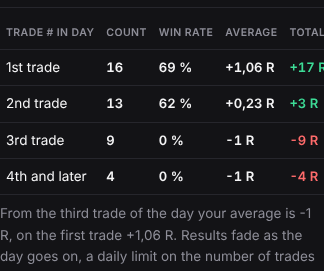 TRADE # IN DAY COUNT WIN RATE AVERAGE TOTAL
1st trade 16 69 % +1,06 R +17 R
2nd trade 13 62 % +0,23 R +3 R
3rd trade 9 0 % -1 R -9 R
4th and later 4 0 % -1 R -4 R
From the third trade of the day your average is -1
R, on the first trade +1,06 R. Results fade as the
day goes on, a daily limit on the number of trades